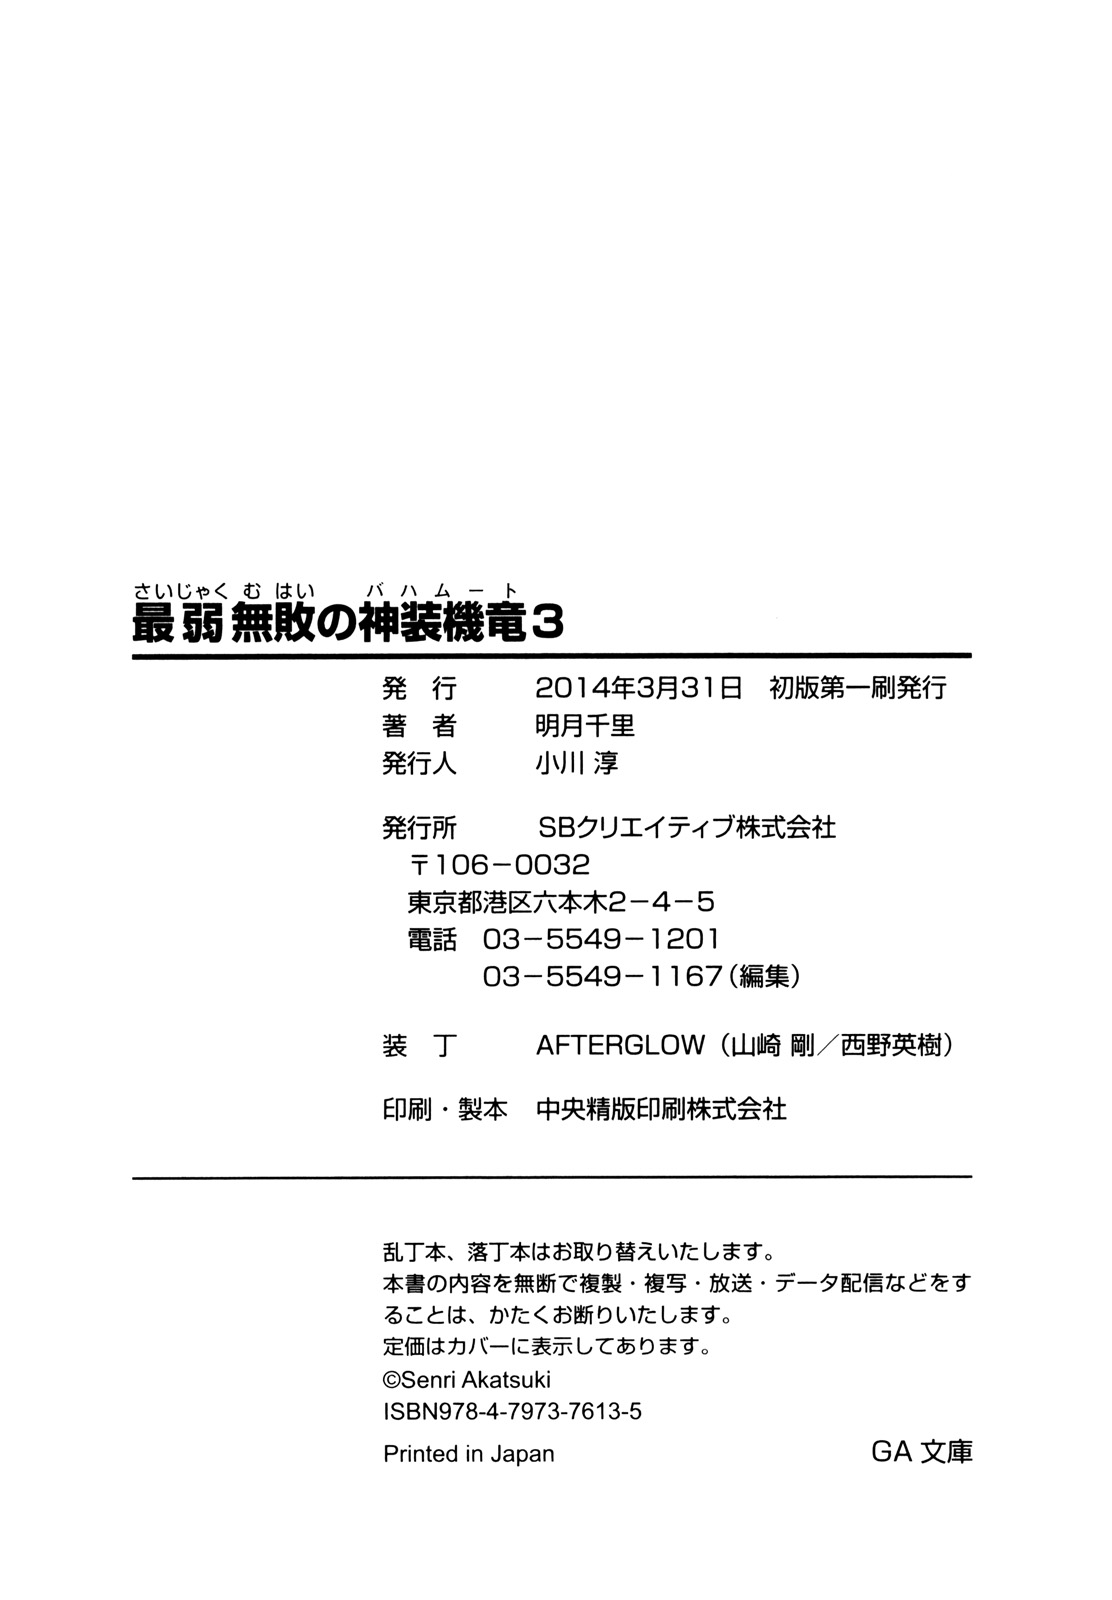 さいじゃく む はい バハムート
最弱無敗の神装機竜3
発 行 2014年3月31日 初版第一刷発行
著 者 明月千里
発行人 小川 淳
発行所 SBクリエイティブ株式会社
〒106−0032
東京都港区六本木2−4−5
電話 03−5549−1201
03−5549−1167(編集)
装 丁 AFTERGLOW(山崎 剛/西野英樹)
印刷・製本 中央精版印刷株式会社
乱丁本、落丁本はお取り替えいたします。
本書の内容を無断で複製・複写・放送・データ配信などをす
ることは、かたくお断りいたします。
定価はカバーに表示してあります。
©Senri Akatsuki
ISBN978-4-7973-7613-5
Printed in Japan GA 文庫